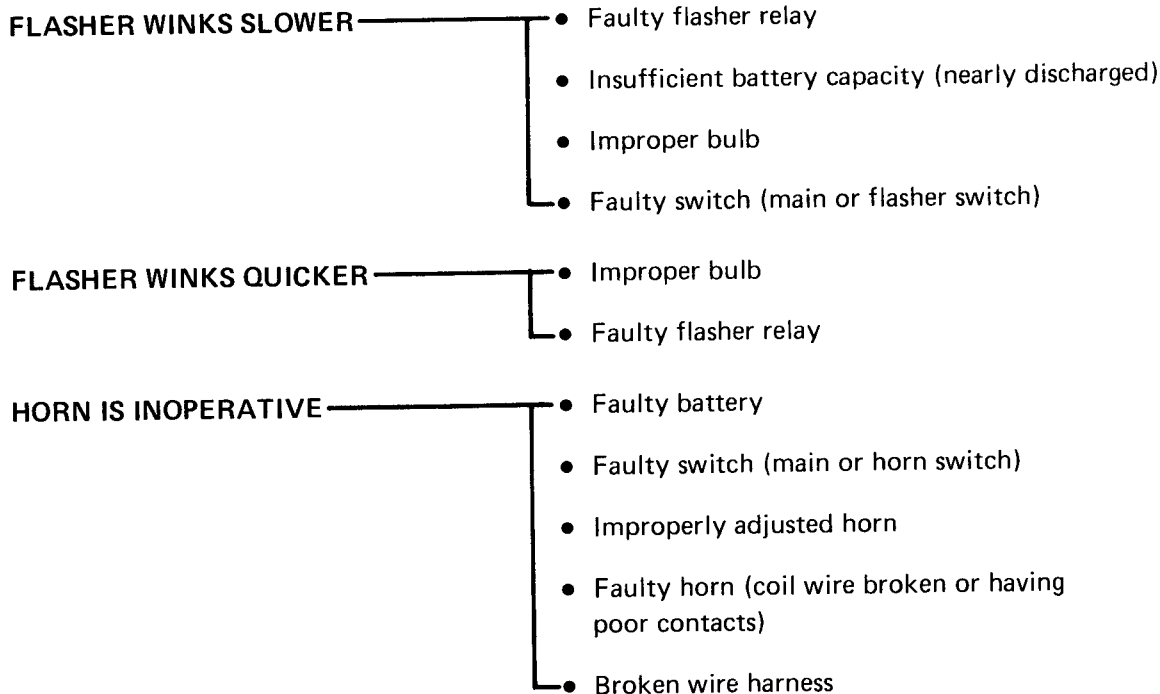 FLASHER WINKS SLOWER
• Faulty flasher relay
• Insufficient battery capacity (nearly discharged)
• Improper bulb
• Faulty switch (main or flasher switch)
FLASHER WINKS QUICKER
• Improper bulb
• Faulty flasher relay
HORN IS INOPERATIVE
• Faulty battery
• Faulty switch (main or horn switch)
• Improperly adjusted horn
• Faulty horn (coil wire broken or having
poor contacts)
• Broken wire harness